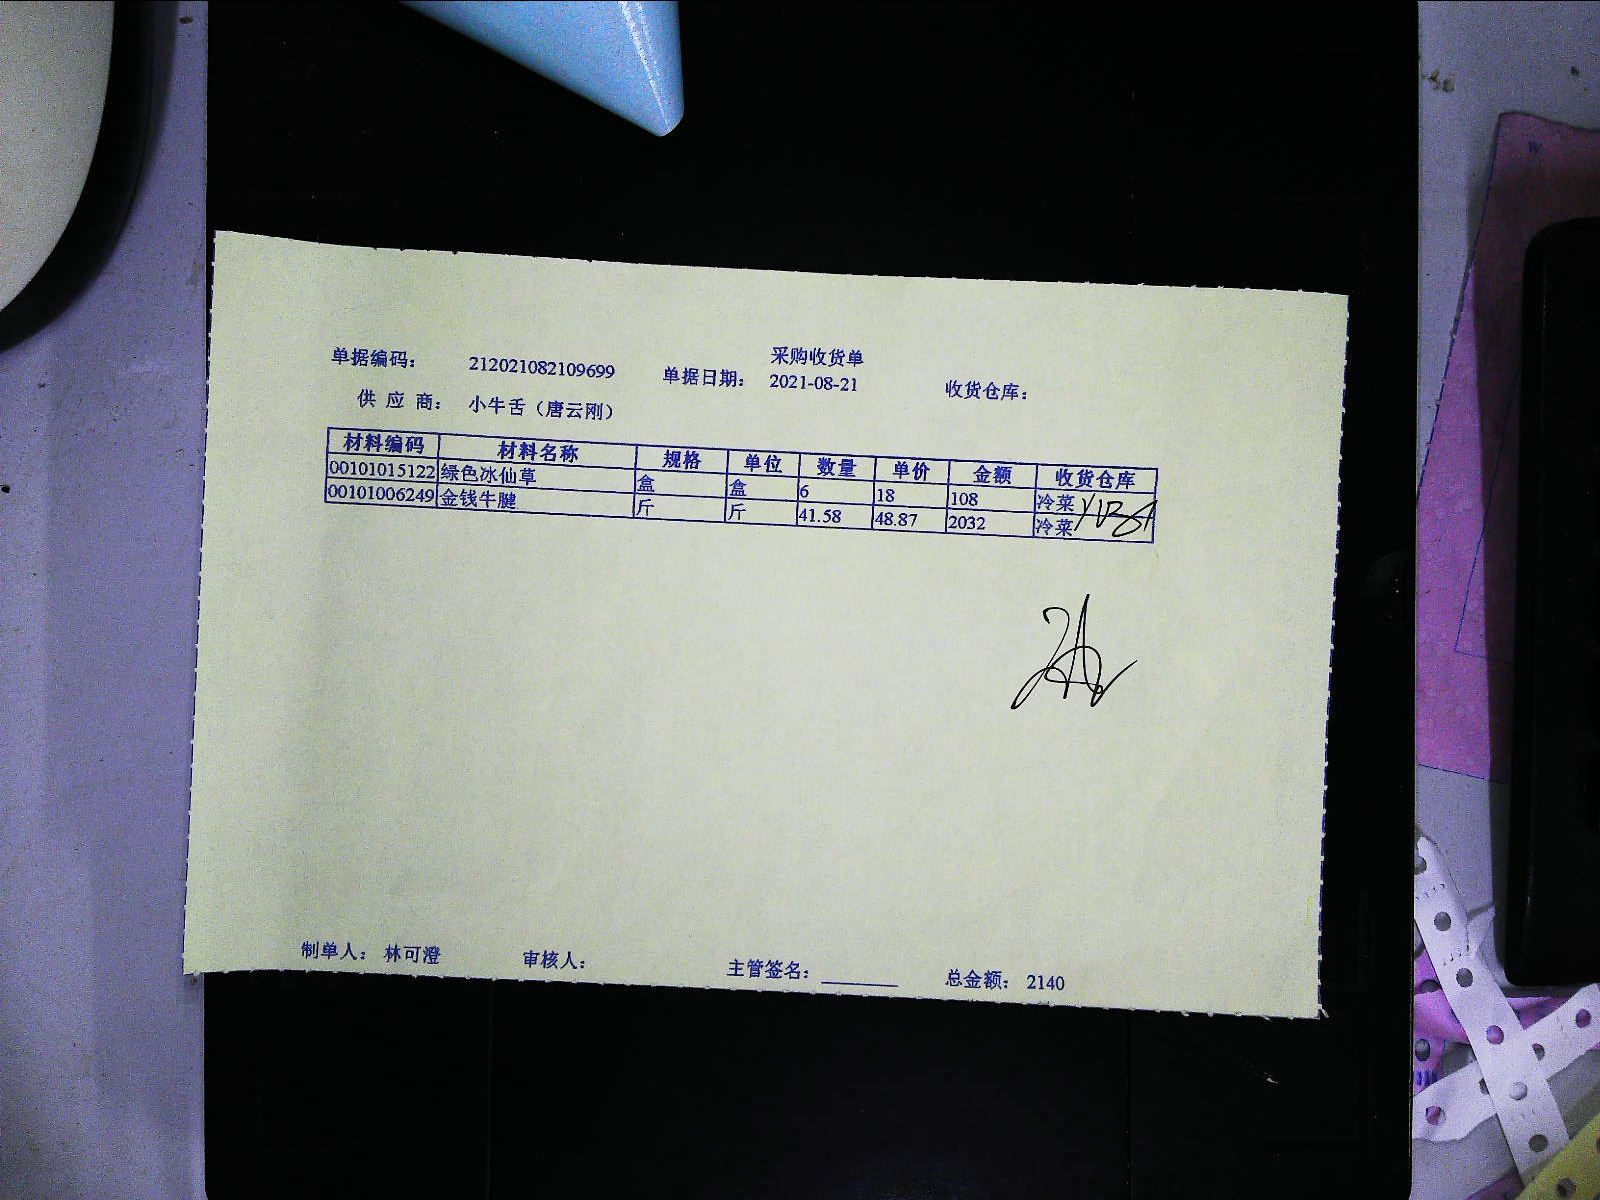 采购收货单
单据编码： 212021082109699 单据日期： 2021-08-21 收货仓库：
供 应 商： 小牛舌（唐云刚）
材料编码 材料名称 规格 单位 数量 单价 金额 收货仓库
00101015122 绿色冰仙草 盒 盒 6 18 108 冷菜
00101006249 金钱牛腱 斤 斤 41.58 48.87 2032 冷菜
制单人： 林可澄 审核人： 主管签名： ________ 总金额： 2140